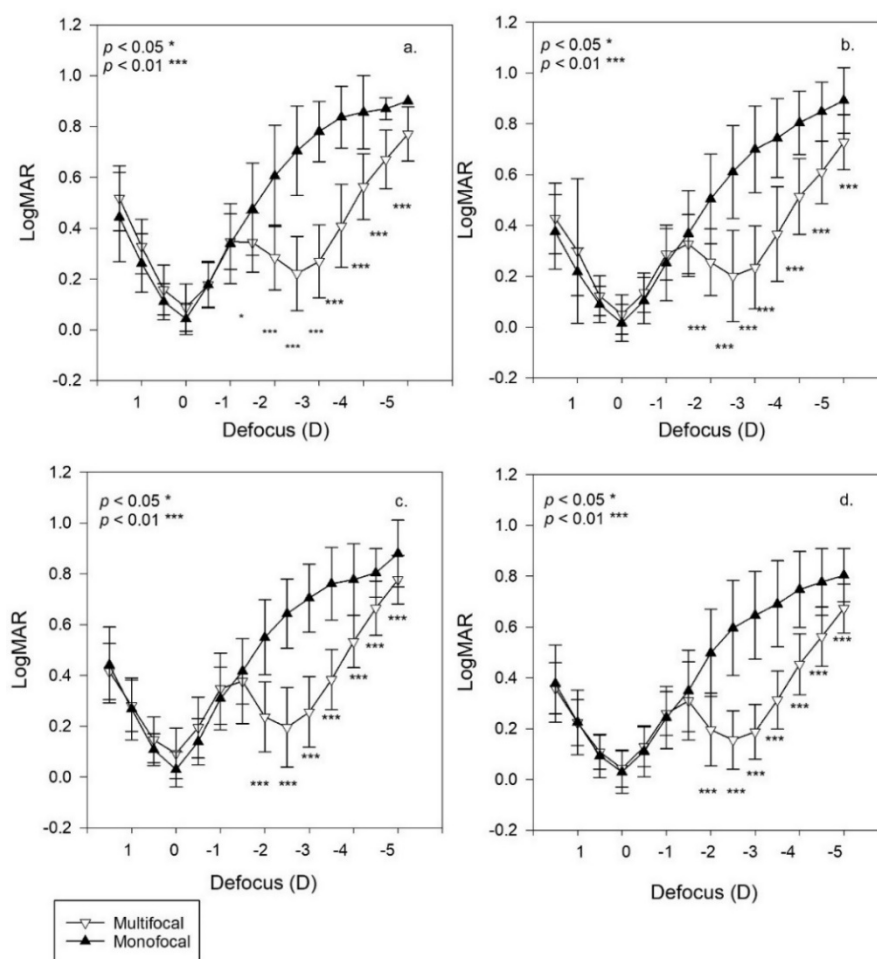 p < 0.05 *
p < 0.01 ***
a.
LogMAR
1.2
1.0
0.8
0.6
0.4
0.2
0.0
-0.2
* *** *** *** *** *** *** *** ***
1 0 -1 -2 -3 -4 -5
Defocus (D)
p < 0.05 *
p < 0.01 ***
b.
LogMAR
1.2
1.0
0.8
0.6
0.4
0.2
0.0
-0.2
*** *** *** *** *** *** *** ***
1 0 -1 -2 -3 -4 -5
Defocus (D)
p < 0.05 *
p < 0.01 ***
c.
LogMAR
1.2
1.0
0.8
0.6
0.4
0.2
0.0
-0.2
*** *** *** *** *** *** ***
1 0 -1 -2 -3 -4 -5
Defocus (D)
p < 0.05 *
p < 0.01 ***
d.
LogMAR
1.2
1.0
0.8
0.6
0.4
0.2
0.0
-0.2
*** *** *** *** *** *** ***
1 0 -1 -2 -3 -4 -5
Defocus (D)
Multifocal
Monofocal